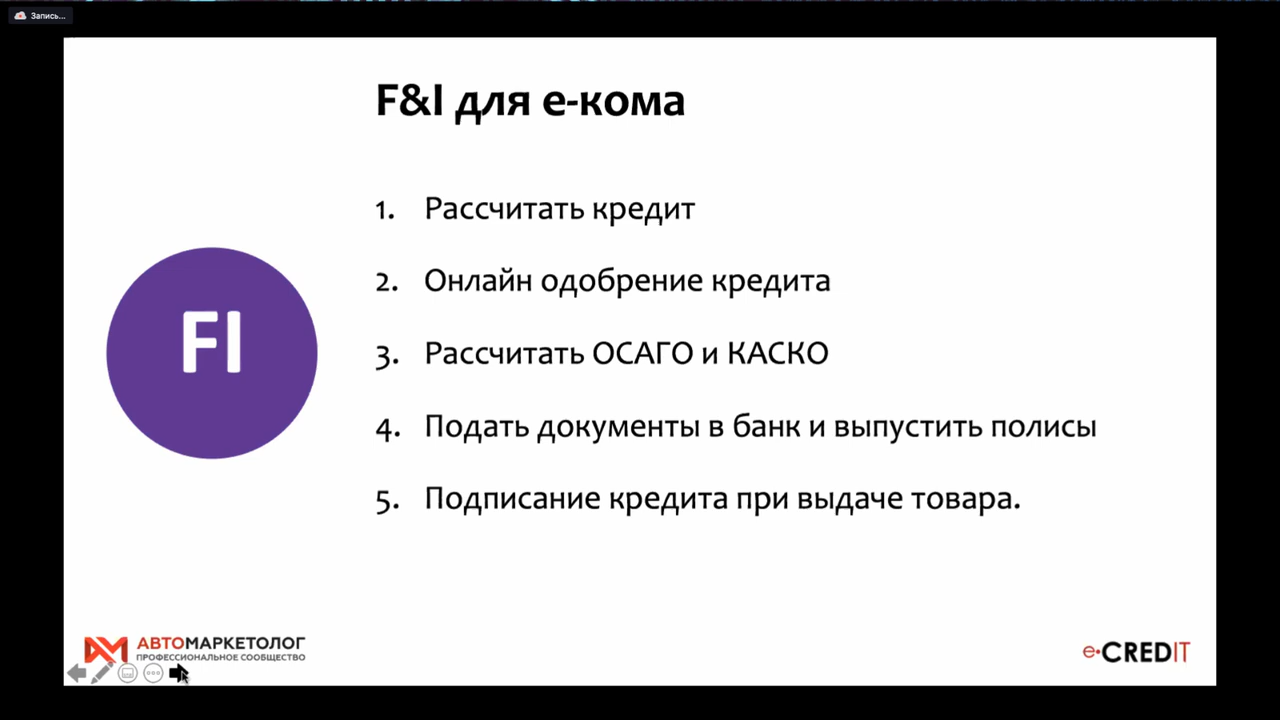 Запись...
F&I для е-кома
1. Рассчитать кредит
2. Онлайн одобрение кредита
3. Рассчитать ОСАГО и КАСКО
4. Подать документы в банк и выпустить полисы
5. Подписание кредита при выдаче товара.
FI
АВТОМАРКЕТОЛОГ
ПРОФЕССИОНАЛЬНОЕ СООБЩЕСТВО
e·CREDIT